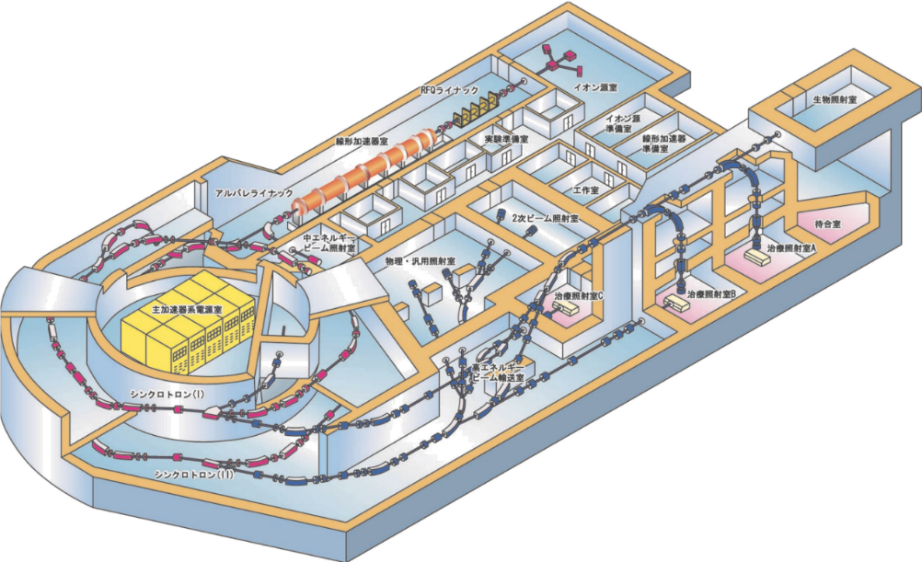 イオン源室
生物照射室
RFQライナック
イオン源
準備室
線形加速器室
実験準備室
線形加速器
準備室
アルバレライナック
工作室
2次ビーム照射室
待合室
中エネルギー
ビーム照射室
治療照射室A
物理・汎用照射室
治療照射室C
治療照射室B
主加速器系電源室
高エネルギー
ビーム輸送室
シンクロトロン(I)
シンクロトロン(II)